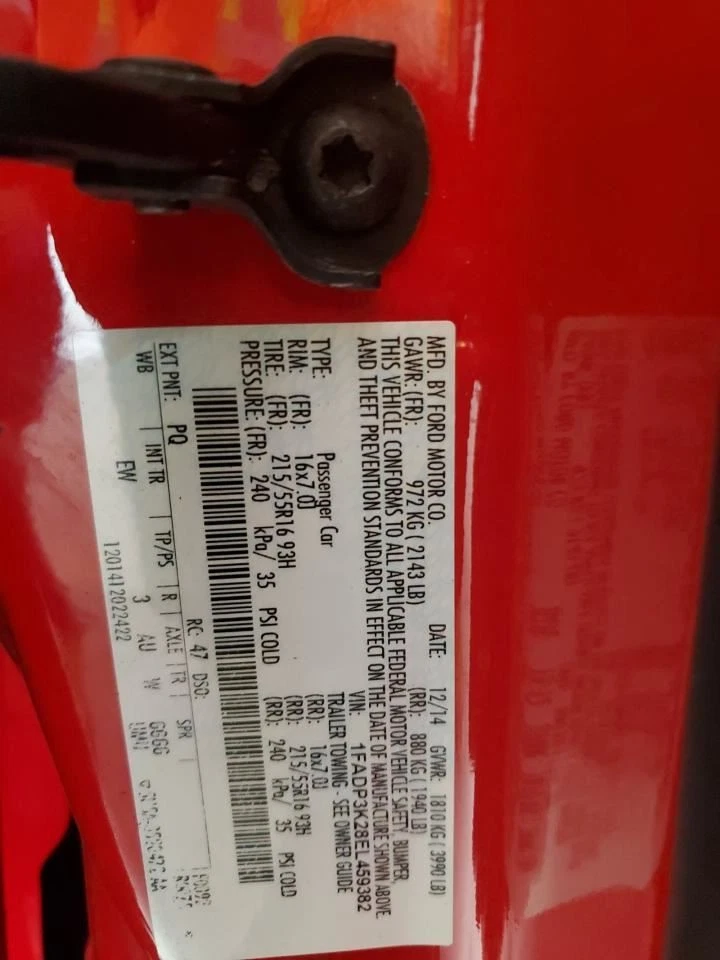 MFD. BY FORD MOTOR CO. DATE: 12/14 GVWR: 1810 KG ( 3990 LB)
GAWR: (FR): 972 KG ( 2143 LB) (RR): 880 KG ( 1940 LB)
THIS VEHICLE CONFORMS TO ALL APPLICABLE FEDERAL MOTOR VEHICLE SAFETY, BUMPER,
AND THEFT PREVENTION STANDARDS IN EFFECT ON THE DATE OF MANUFACTURE SHOWN ABOVE.
VIN: 1FADP3K28EL459382
TYPE: Passenger Car TRAILER TOWING - SEE OWNER GUIDE
RIM: (FR): 16x7.0J (RR): 16x7.0J
TIRE: (FR): 215/55R16 93H (RR): 215/55R16 93H
PRESSURE: (FR): 240 kPa/ 35 PSI COLD (RR): 240 kPa/ 35 PSI COLD
RC: 47 DSO:
EXT PNT: PQ
WB | INT TR | TP/PS | R | AXLE | TR | SPR
EW 3 AU W GGGG
1201412022422